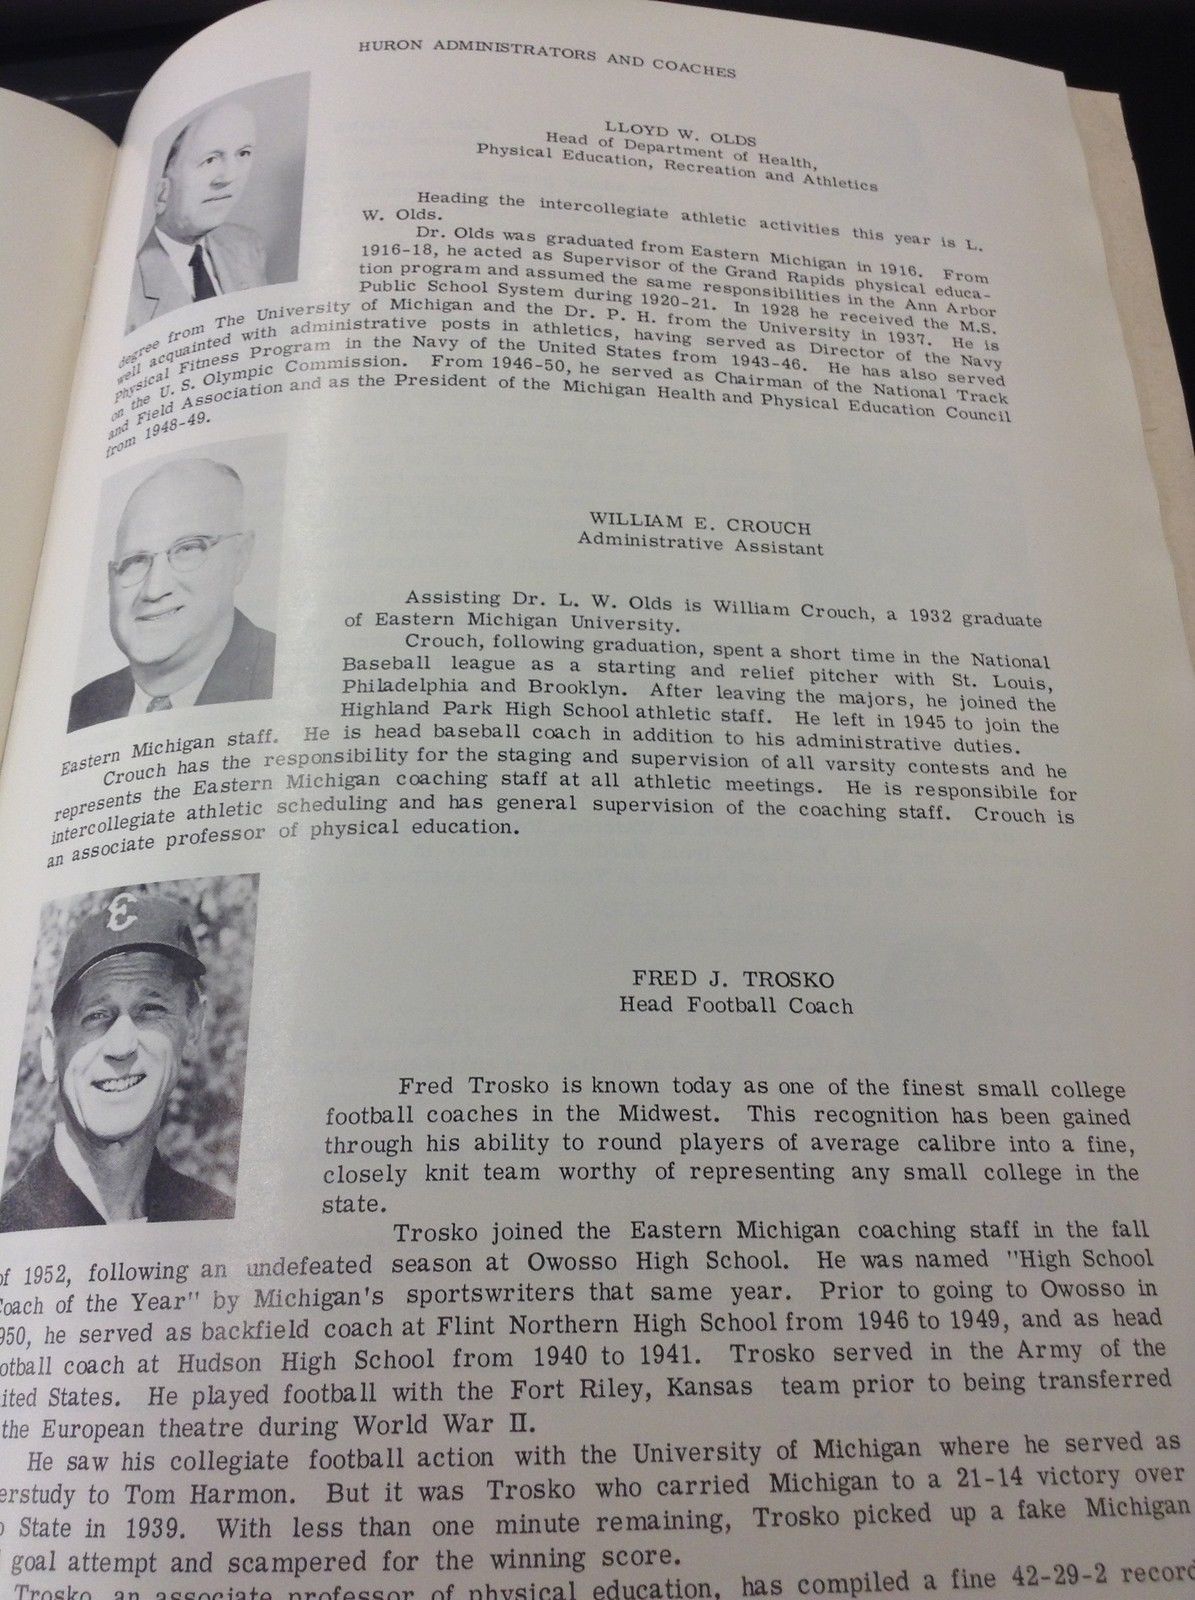 HURON ADMINISTRATORS AND COACHES
LLOYD W. OLDS
Head of Department of Health,
Physical Education, Recreation and Athletics
Heading the intercollegiate athletic activities this year is L.
W. Olds.
Dr. Olds was graduated from Eastern Michigan in 1916. From
1916-18, he acted as Supervisor of the Grand Rapids physical educa-
tion program and assumed the same responsibilities in the Ann Arbor
Public School System during 1920-21. In 1928 he received the M.S.
degree from The University of Michigan and the Dr. P. H. from the University in 1937. He is
well acquainted with administrative posts in athletics, having served as Director of the Navy
Physical Fitness Program in the Navy of the United States from 1943-46. He has also served
on the U. S. Olympic Commission. From 1946-50, he served as Chairman of the National Track
and Field Association and as the President of the Michigan Health and Physical Education Council
from 1948-49.
WILLIAM E. CROUCH
Administrative Assistant
Assisting Dr. L. W. Olds is William Crouch, a 1932 graduate
of Eastern Michigan University.
Crouch, following graduation, spent a short time in the National
Baseball league as a starting and relief pitcher with St. Louis,
Philadelphia and Brooklyn. After leaving the majors, he joined the
Highland Park High School athletic staff. He left in 1945 to join the
Eastern Michigan staff. He is head baseball coach in addition to his administrative duties.
Crouch has the responsibility for the staging and supervision of all varsity contests and he
represents the Eastern Michigan coaching staff at all athletic meetings. He is responsibile for
intercollegiate athletic scheduling and has general supervision of the coaching staff. Crouch is
an associate professor of physical education.
E
FRED J. TROSKO
Head Football Coach
Fred Trosko is known today as one of the finest small college
football coaches in the Midwest. This recognition has been gained
through his ability to round players of average calibre into a fine,
closely knit team worthy of representing any small college in the
state.
Trosko joined the Eastern Michigan coaching staff in the fall
of 1952, following an undefeated season at Owosso High School. He was named "High School
Coach of the Year" by Michigan's sportswriters that same year. Prior to going to Owosso in
950, he served as backfield coach at Flint Northern High School from 1946 to 1949, and as head
otball coach at Hudson High School from 1940 to 1941. Trosko served in the Army of the
ited States. He played football with the Fort Riley, Kansas team prior to being transferred
the European theatre during World War II.
He saw his collegiate football action with the University of Michigan where he served as
erstudy to Tom Harmon. But it was Trosko who carried Michigan to a 21-14 victory over
o State in 1939. With less than one minute remaining, Trosko picked up a fake Michigan
goal attempt and scampered for the winning score.
Trosko, an associate professor of physical education, has compiled a fine 42-29-2 record